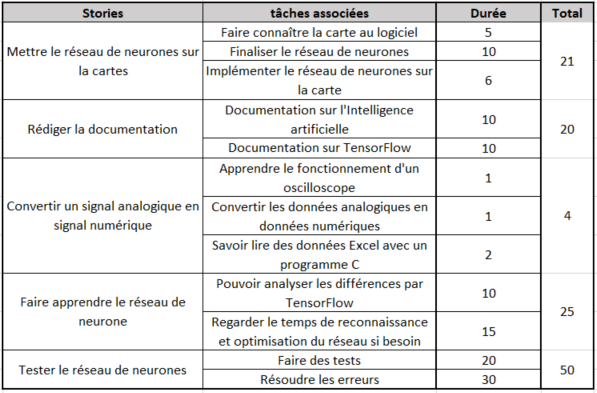 Stories tâches associées Durée Total
Mettre le réseau de neurones sur
la cartes
Faire connaître la carte au logiciel 5
Finaliser le réseau de neurones 10
Implémenter le réseau de neurones sur
la carte
6
21
Rédiger la documentation
Documentation sur l'Intelligence
artificielle
10
Documentation sur TensorFlow 10
20
Convertir un signal analogique en
signal numérique
Apprendre le fonctionnement d'un
oscilloscope
1
Convertir les données analogiques en
données numériques
1
Savoir lire des données Excel avec un
programme C
2
4
Faire apprendre le réseau de
neurone
Pouvoir analyser les différences par
TensorFlow
10
Regarder le temps de reconnaissance
et optimisation du réseau si besoin
15
25
Tester le réseau de neurones
Faire des tests 20
Résoudre les erreurs 30
50